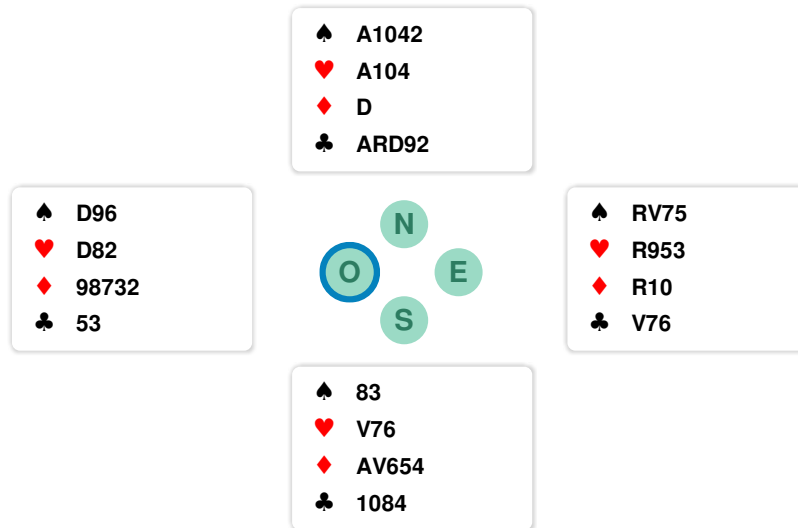 ♠ A1042
♥ A104
♦ D
♣ ARD92
♠ D96
♥ D82
♦ 98732
♣ 53
N
O E
S
♠ RV75
♥ R953
♦ R10
♣ V76
♠ 83
♥ V76
♦ AV654
♣ 1084